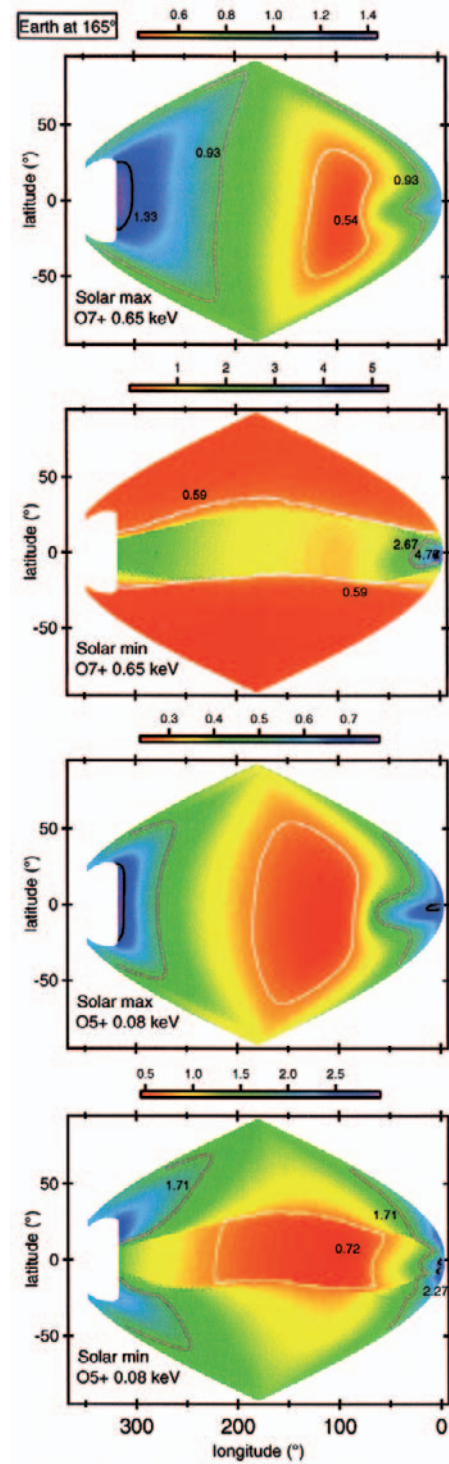 Earth at 165°
0.6 0.8 1.0 1.2 1.4
latitude (°)
50
0
-50
0.93
0.93
1.33
0.54
Solar max
O7+ 0.65 keV
1 2 3 4 5
latitude (°)
50
0
-50
0.59
2.67
0.59
Solar min
O7+ 0.65 keV
0.3 0.4 0.5 0.6 0.7
latitude (°)
50
0
-50
Solar max
O5+ 0.08 keV
0.5 1.0 1.5 2.0 2.5
latitude (°)
50
0
-50
1.71
1.71
0.72
2.27
Solar min
O5+ 0.08 keV
300 200 100 0
longitude (°)